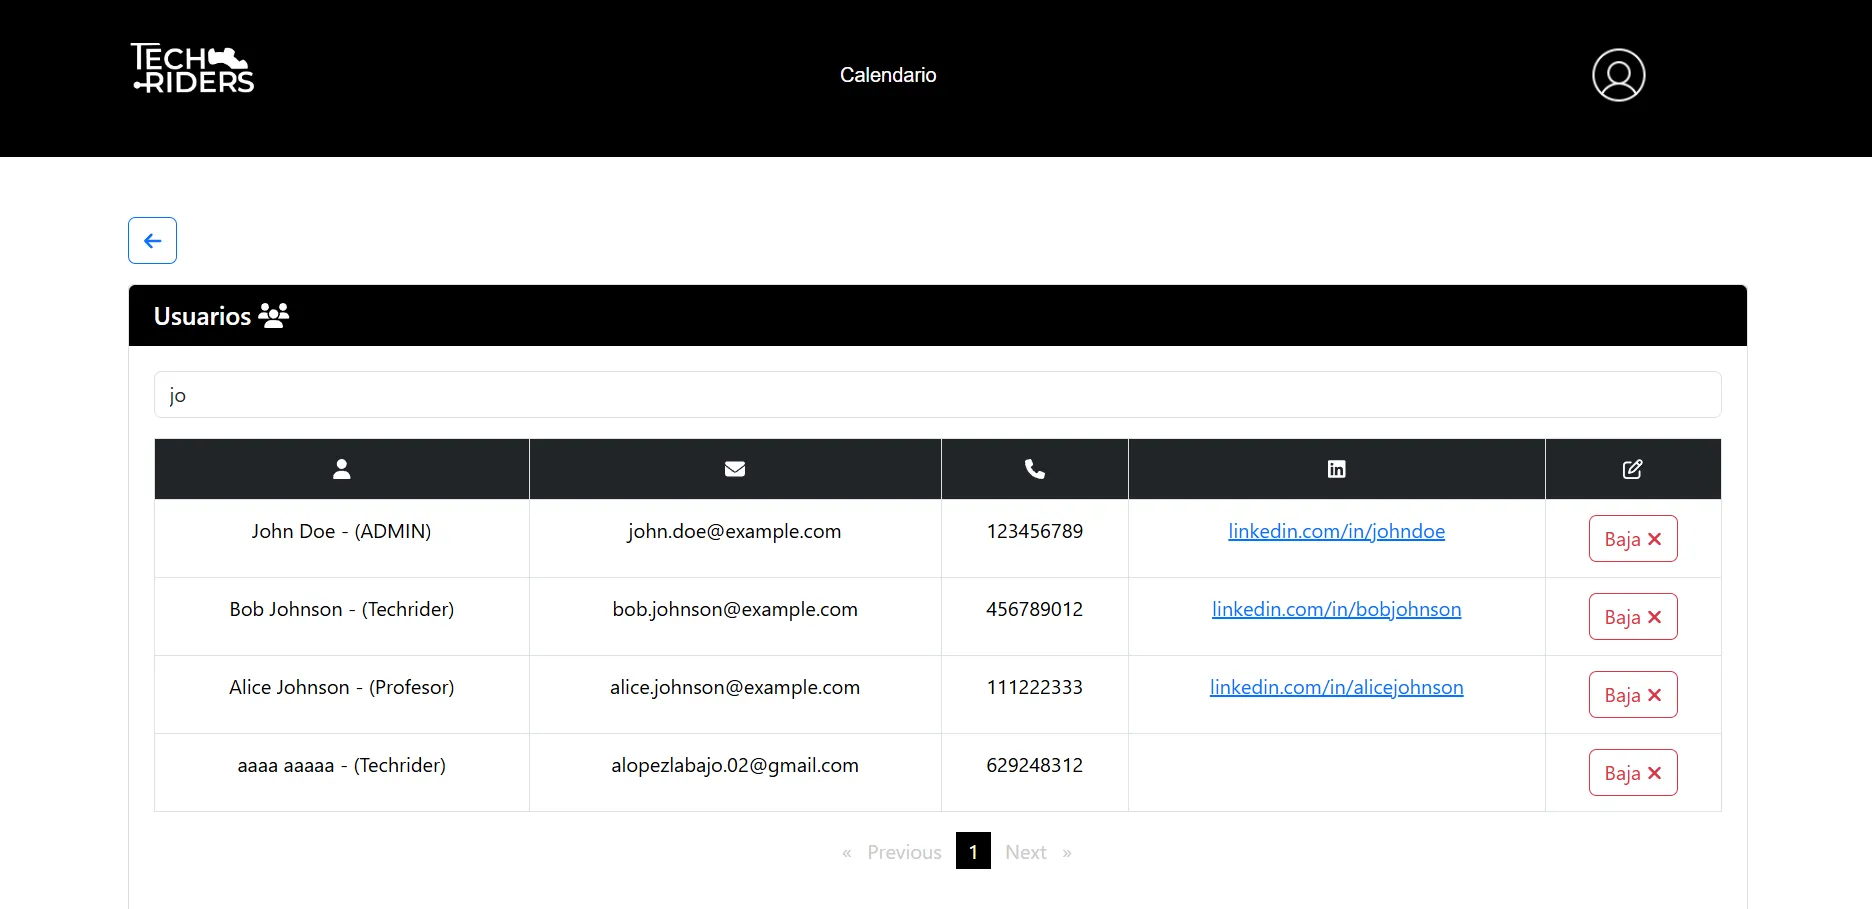 TECH
RIDERS
Calendario
Usuarios
jo
John Doe - (ADMIN) john.doe@example.com 123456789 linkedin.com/in/johndoe Baja
Bob Johnson - (Techrider) bob.johnson@example.com 456789012 linkedin.com/in/bobjohnson Baja
Alice Johnson - (Profesor) alice.johnson@example.com 111222333 linkedin.com/in/alicejohnson Baja
aaaa aaaaa - (Techrider) alopezlabajo.02@gmail.com 629248312 Baja
« Previous 1 Next »